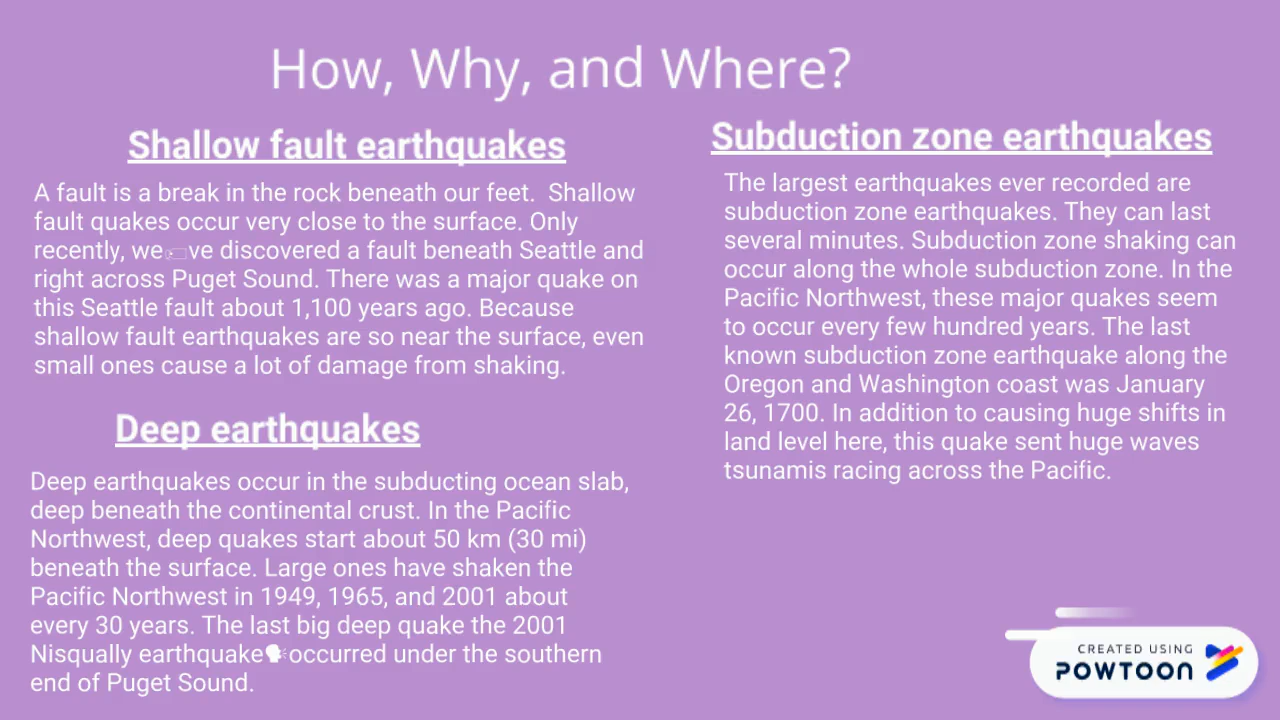 How, Why, and Where?
Shallow fault earthquakes
A fault is a break in the rock beneath our feet.  Shallow
fault quakes occur very close to the surface. Only
recently, we ve discovered a fault beneath Seattle and
right across Puget Sound. There was a major quake on
this Seattle fault about 1,100 years ago. Because
shallow fault earthquakes are so near the surface, even
small ones cause a lot of damage from shaking.
Deep earthquakes
Deep earthquakes occur in the subducting ocean slab,
deep beneath the continental crust. In the Pacific
Northwest, deep quakes start about 50 km (30 mi)
beneath the surface. Large ones have shaken the
Pacific Northwest in 1949, 1965, and 2001 about
every 30 years. The last big deep quake the 2001
Nisqually earthquake🗣occurred under the southern
end of Puget Sound.
Subduction zone earthquakes
The largest earthquakes ever recorded are
subduction zone earthquakes. They can last
several minutes. Subduction zone shaking can
occur along the whole subduction zone. In the
Pacific Northwest, these major quakes seem
to occur every few hundred years. The last
known subduction zone earthquake along the
Oregon and Washington coast was January
26, 1700. In addition to causing huge shifts in
land level here, this quake sent huge waves
tsunamis racing across the Pacific.
CREATED USING
POWTOON